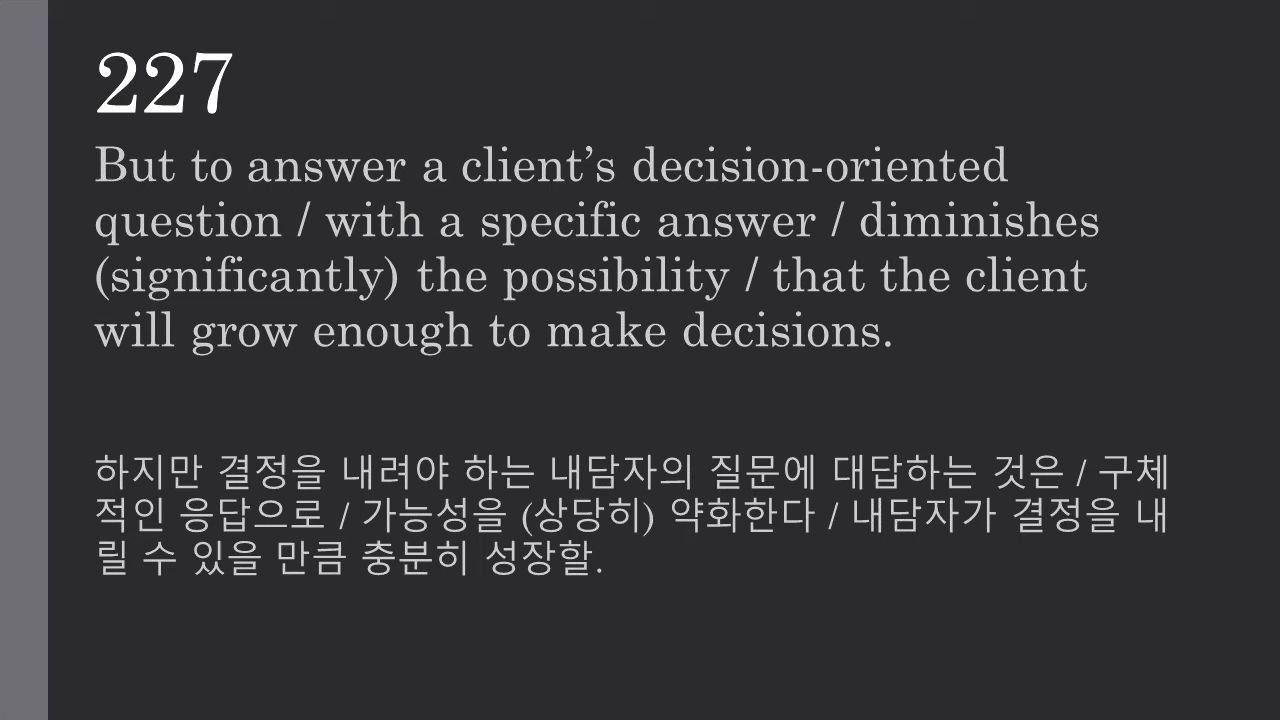 227
But to answer a client’s decision-oriented
question / with a specific answer / diminishes
(significantly) the possibility / that the client
will grow enough to make decisions.
하지만 결정을 내려야 하는 내담자의 질문에 대답하는 것은 / 구체
적인 응답으로 / 가능성을 (상당히) 약화한다 / 내담자가 결정을 내
릴 수 있을 만큼 충분히 성장할.